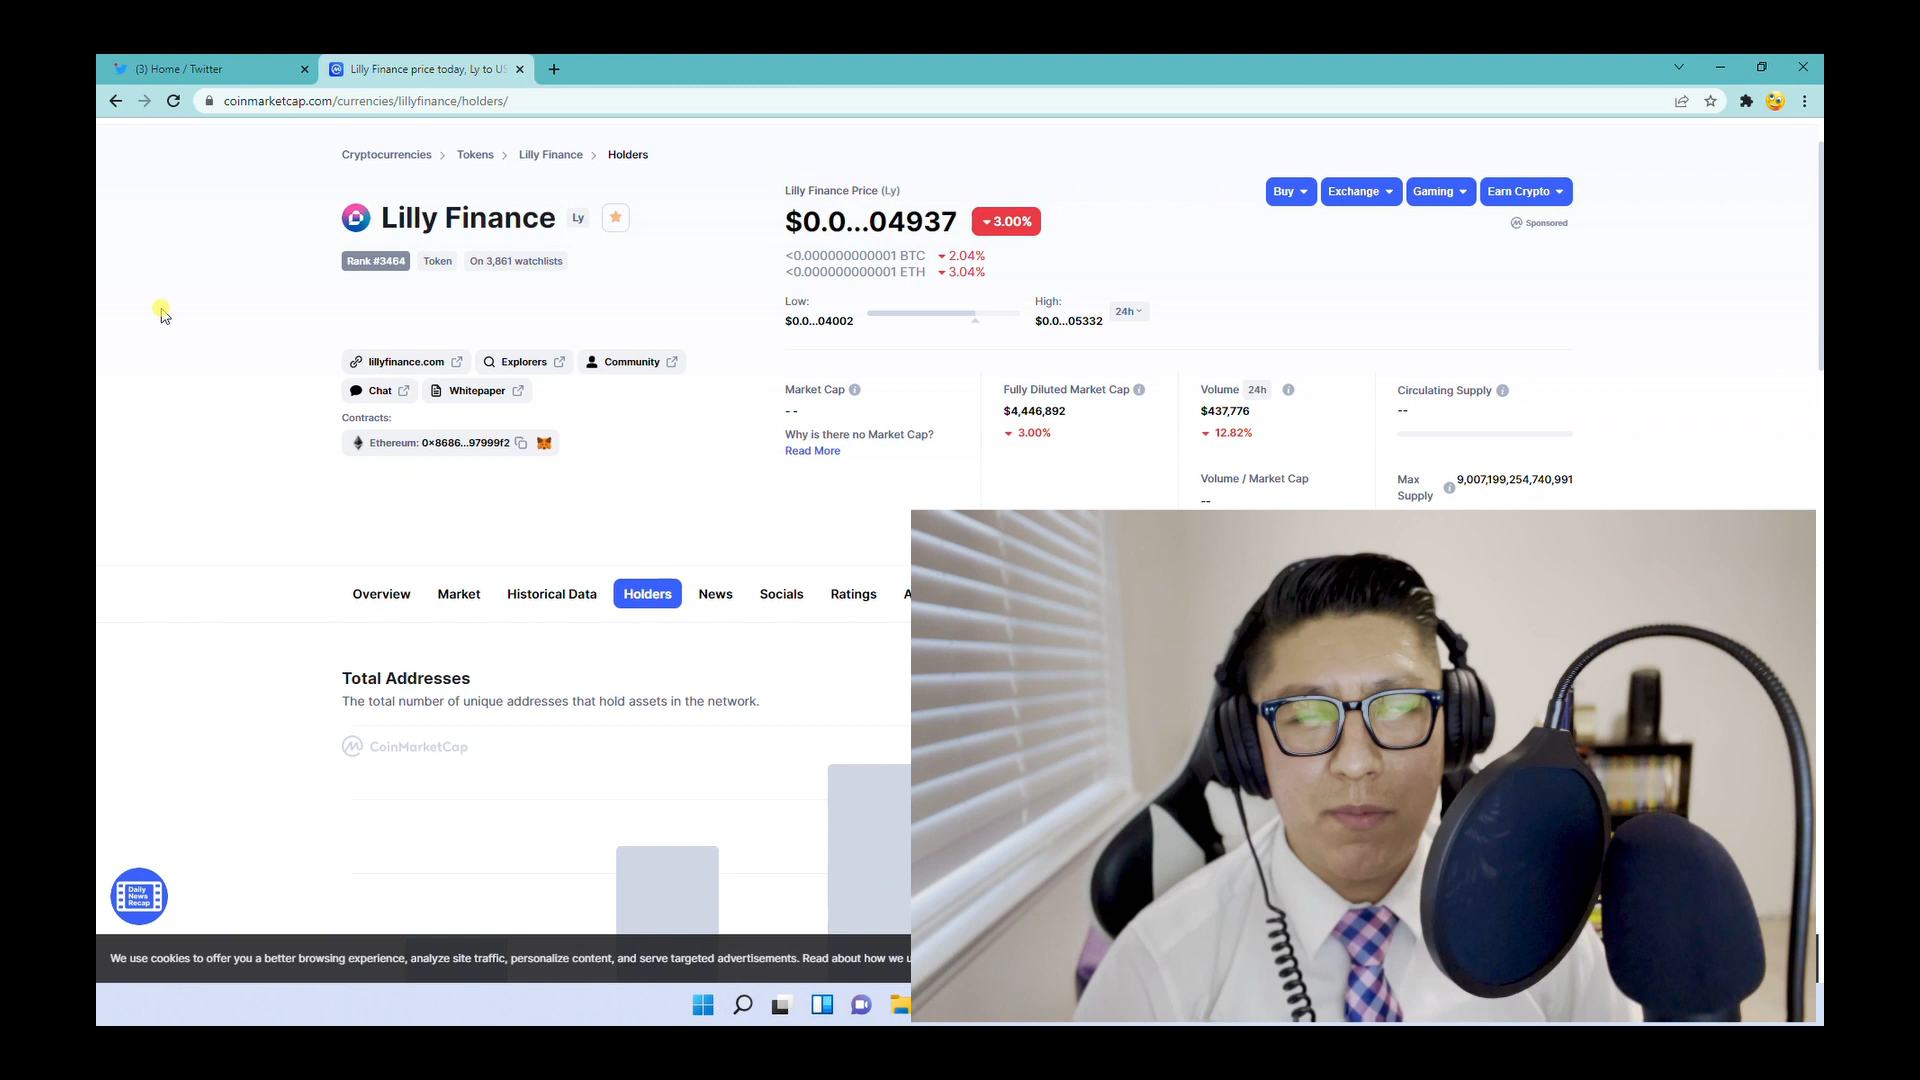 (3) Home / Twitter
Lilly Finance price today, Ly to US
coinmarketcap.com/currencies/lillyfinance/holders/
Cryptocurrencies > Tokens > Lilly Finance > Holders
Lilly Finance Ly
Rank #3464 Token On 3,861 watchlists
lillyfinance.com Explorers Community
Chat Whitepaper
Contracts:
Ethereum: 0×8686...97999f2
Lilly Finance Price (Ly)
$0.0...04937 3.00%
<0.000000000001 BTC 2.04%
<0.000000000001 ETH 3.04%
Low:
$0.0...04002
High:
$0.0...05332
24h
Buy Exchange Gaming Earn Crypto
Sponsored
Market Cap
- -
Why is there no Market Cap?
Read More
Fully Diluted Market Cap
$4,446,892
3.00%
Volume 24h
$437,776
12.82%
Volume / Market Cap
--
Circulating Supply
--
Max Supply 9,007,199,254,740,991
Overview Market Historical Data Holders News Socials Ratings
Total Addresses
The total number of unique addresses that hold assets in the network.
CoinMarketCap
Daily
News
Recap
We use cookies to offer you a better browsing experience, analyze site traffic, personalize content, and serve targeted advertisements. Read about how we